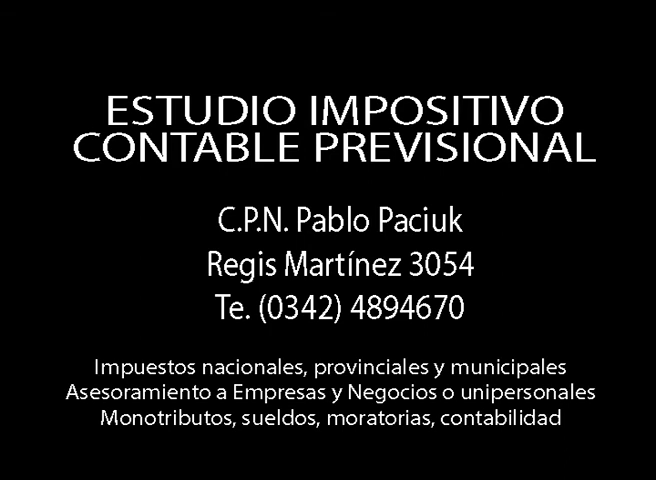 ESTUDIO IMPOSITIVO
CONTABLE PREVISIONAL
C.P.N. Pablo Paciuk
Regis Martínez 3054
Te. (0342) 4894670
Impuestos nacionales, provinciales y municipales
Asesoramiento a Empresas y Negocios o unipersonales
Monotributos, sueldos, moratorias, contabilidad